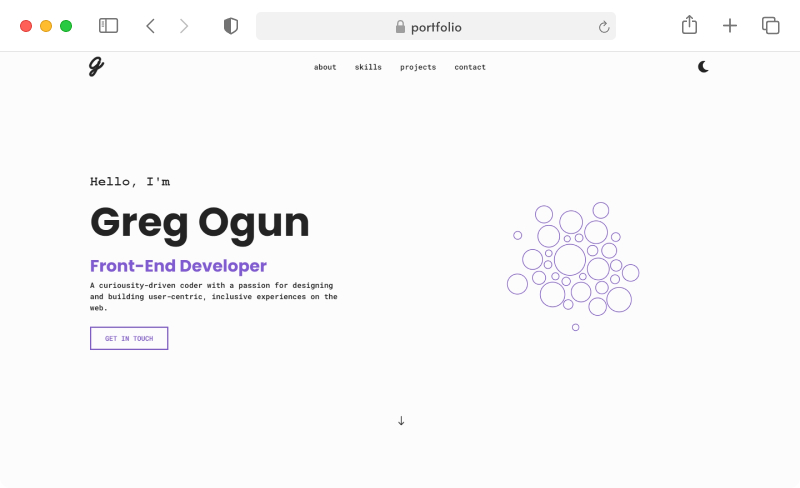 portfolio
g
about skills projects contact
Hello, I'm
Greg Ogun
Front-End Developer
A curiosity-driven coder with a passion for designing
and building user-centric, inclusive experiences on the
web.
GET IN TOUCH